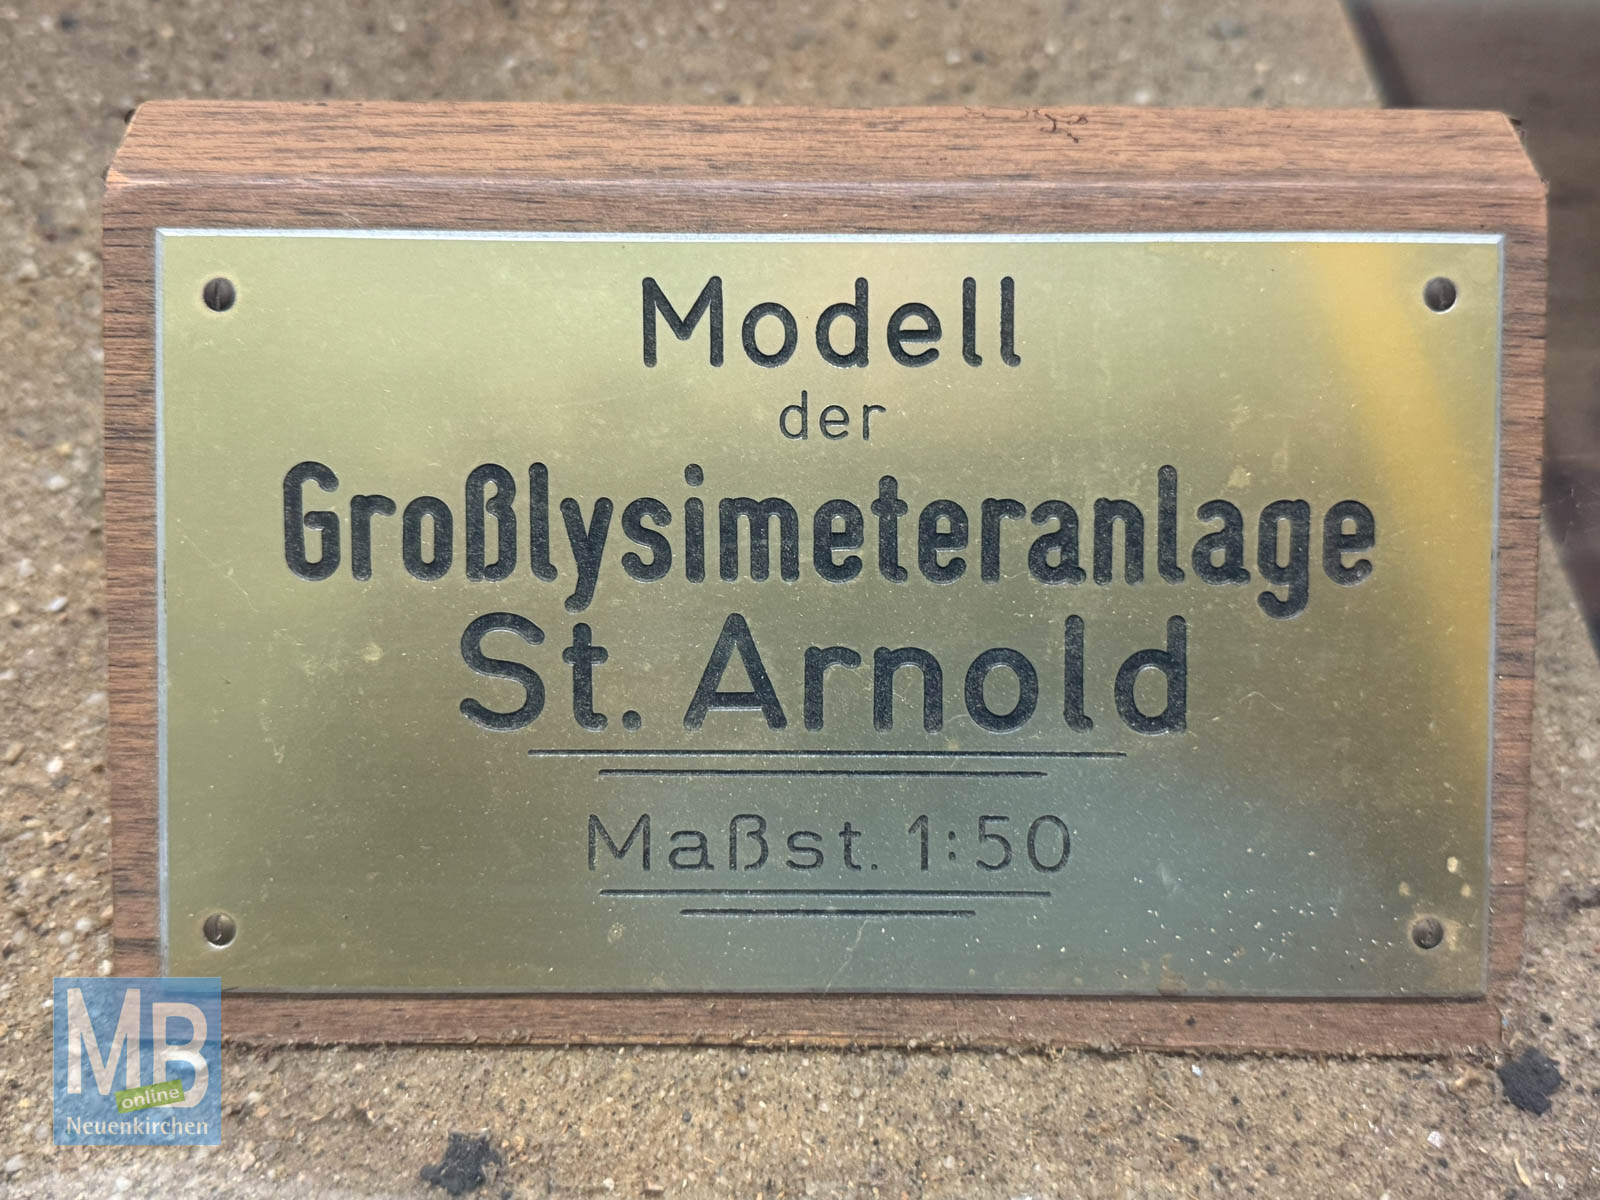 Modell
der
Großlysimeteranlage
St. Arnold
Maßst. 1:50
MB
online
Neuenkirchen